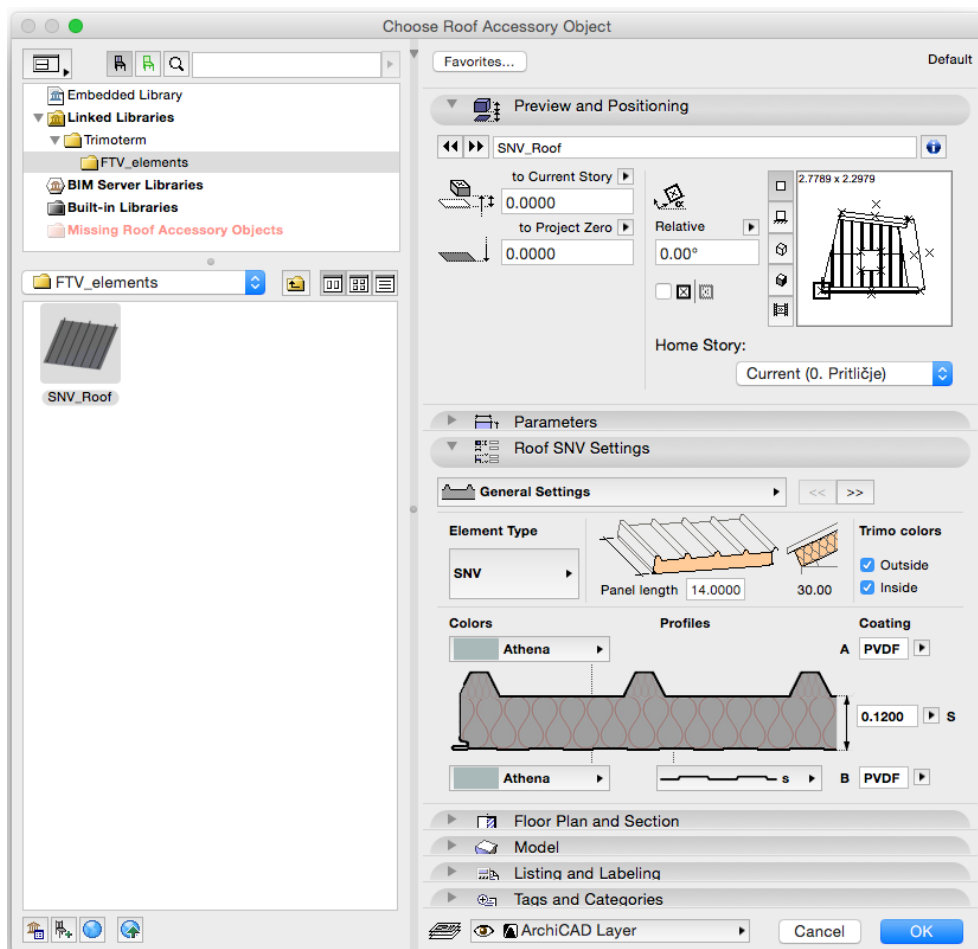 Choose Roof Accessory Object
Embedded Library
Linked Libraries
Trimoterm
FTV_elements
BIM Server Libraries
Built-in Libraries
Missing Roof Accessory Objects
FTV_elements
SNV_Roof
Favorites...
Default
Preview and Positioning
SNV_Roof
to Current Story
0.0000
to Project Zero
0.0000
Relative
0.00°
2.7789 x 2.2979
Home Story:
Current (0. Pritličje)
Parameters
Roof SNV Settings
General Settings
<<
>>
Element Type
SNV
Panel length
14.0000
30.00
Trimo colors
Outside
Inside
Colors
Profiles
Coating
Athena
A
PVDF
0.1200
S
Athena
s
B
PVDF
Floor Plan and Section
Model
Listing and Labeling
Tags and Categories
ArchiCAD Layer
Cancel
OK